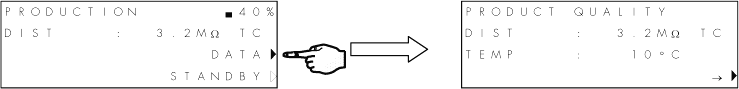 PRODUCTION ▄40%
DIST : 3.2MΩ TC
DATA
STANDBY
PRODUCT QUALITY
DIST : 3.2MΩ TC
TEMP : 10°C
→